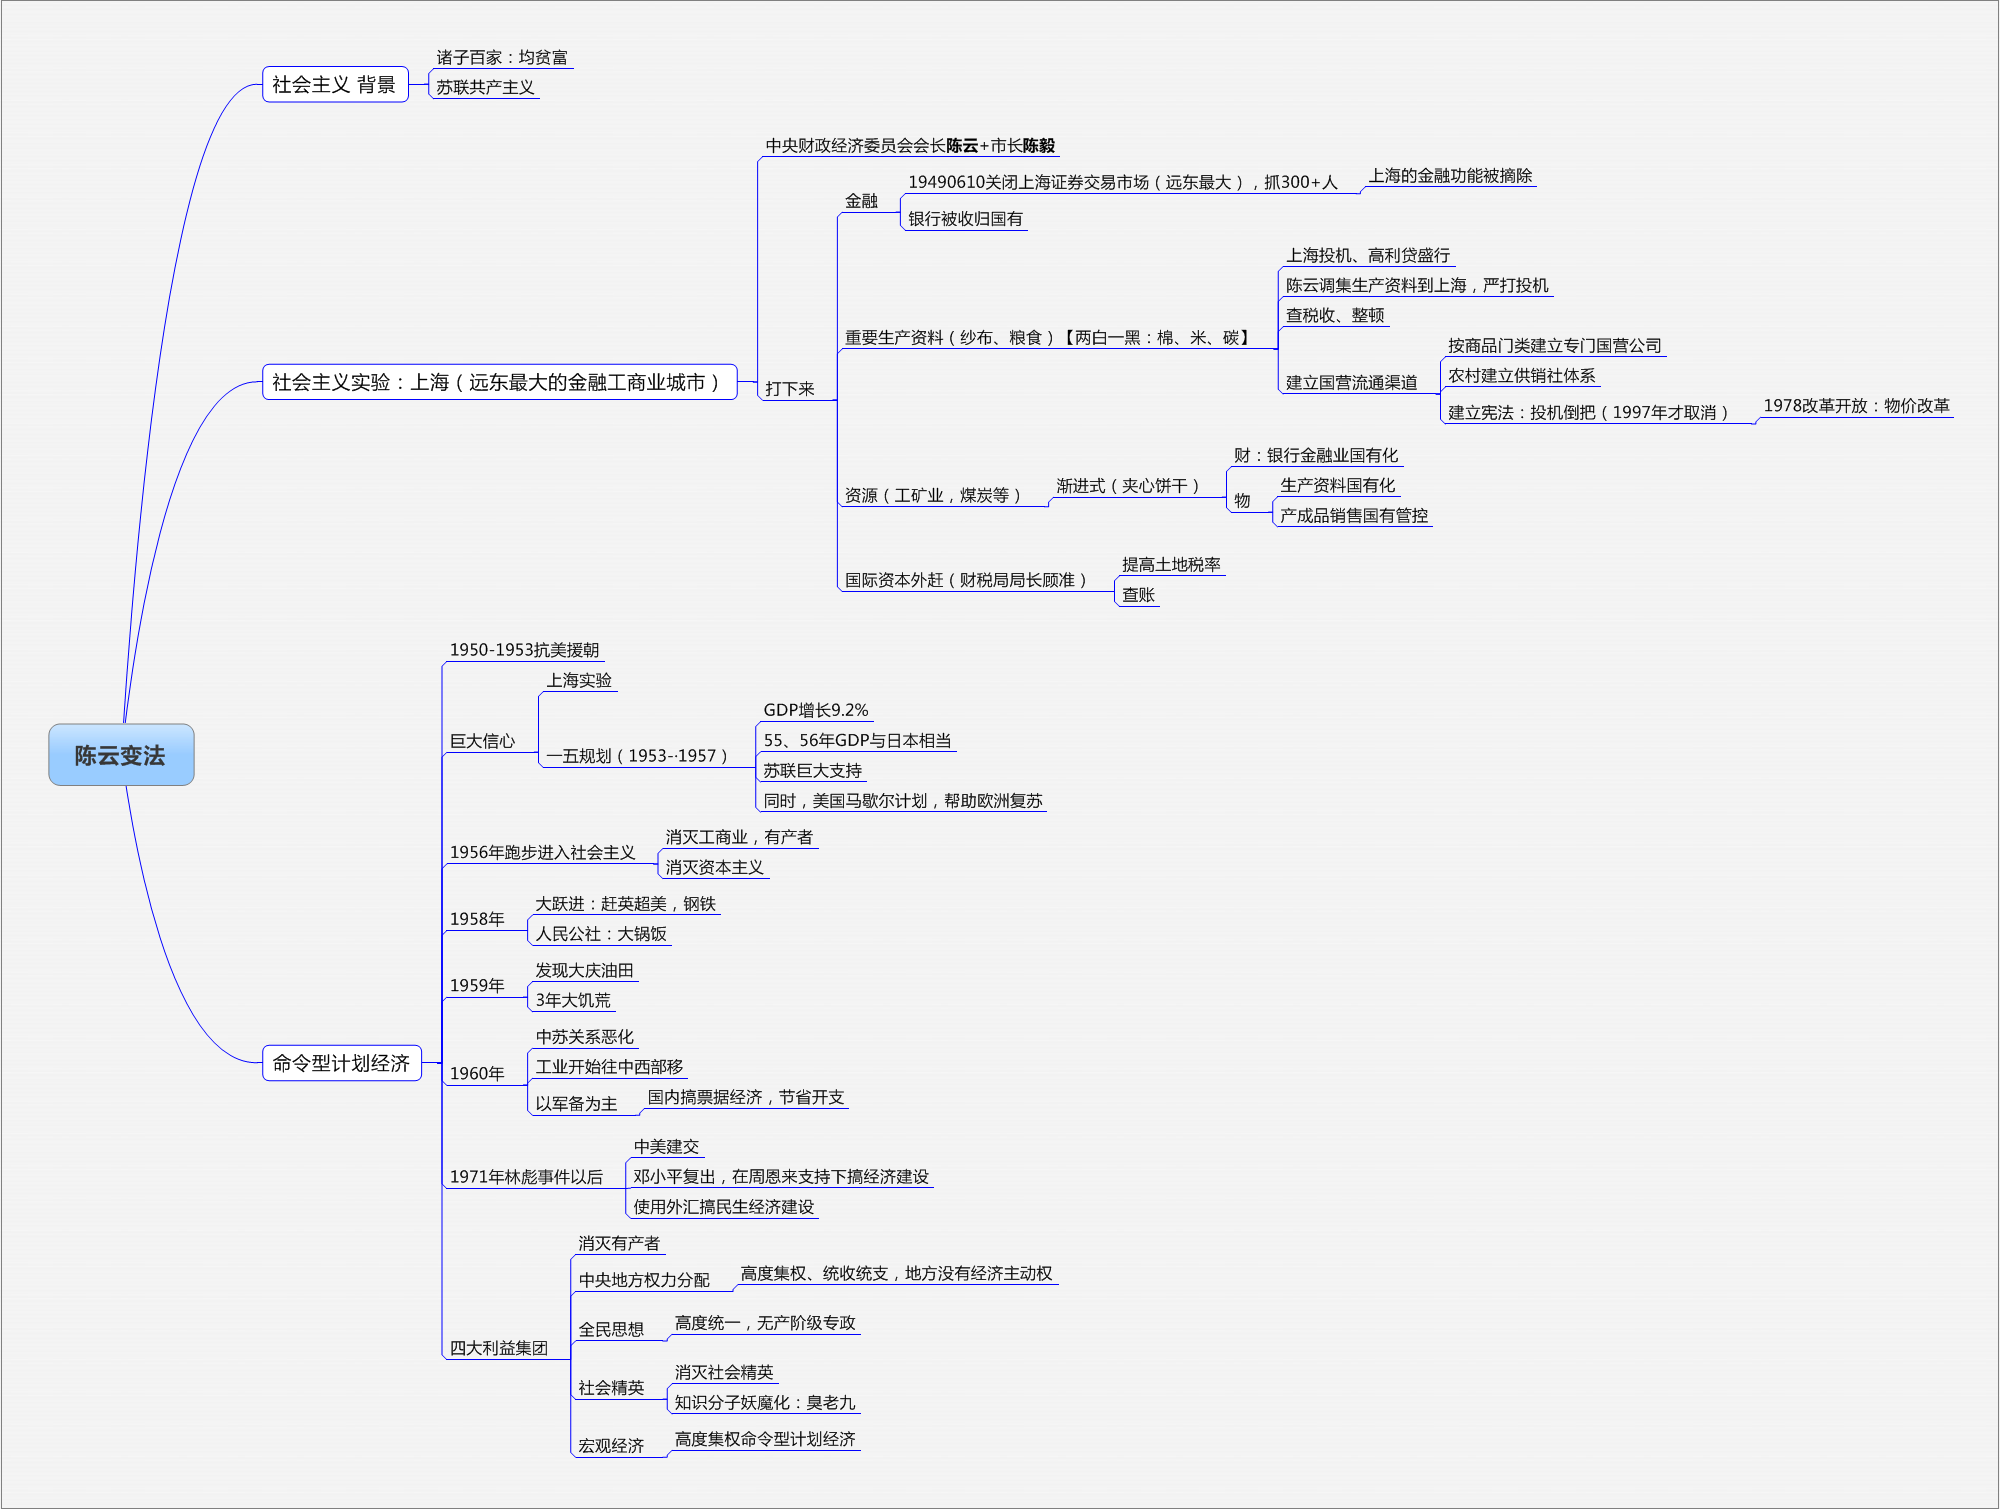 陈云变法
社会主义 背景
诸子百家：均贫富
苏联共产主义
社会主义实验：上海（远东最大的金融工商业城市）
中央财政经济委员会会长陈云+市长陈毅
打下来
金融
19490610关闭上海证券交易市场（远东最大），抓300+人
上海的金融功能被摘除
银行被收归国有
重要生产资料（纱布、粮食）【两白一黑：棉、米、碳】
上海投机、高利贷盛行
陈云调集生产资料到上海，严打投机
查税收、整顿
建立国营流通渠道
按商品门类建立专门国营公司
农村建立供销社体系
建立宪法：投机倒把（1997年才取消）
1978改革开放：物价改革
资源（工矿业，煤炭等）
渐进式（夹心饼干）
财：银行金融业国有化
物
生产资料国有化
产成品销售国有管控
国际资本外赶（财税局局长顾准）
提高土地税率
查账
命令型计划经济
1950-1953抗美援朝
巨大信心
上海实验
一五规划（1953-·1957）
GDP增长9.2%
55、56年GDP与日本相当
苏联巨大支持
同时，美国马歇尔计划，帮助欧洲复苏
1956年跑步进入社会主义
消灭工商业，有产者
消灭资本主义
1958年
大跃进：赶英超美，钢铁
人民公社：大锅饭
1959年
发现大庆油田
3年大饥荒
1960年
中苏关系恶化
工业开始往中西部移
以军备为主
国内搞票据经济，节省开支
1971年林彪事件以后
中美建交
邓小平复出，在周恩来支持下搞经济建设
使用外汇搞民生经济建设
四大利益集团
消灭有产者
中央地方权力分配
高度集权、统收统支，地方没有经济主动权
全民思想
高度统一，无产阶级专政
社会精英
消灭社会精英
知识分子妖魔化：臭老九
宏观经济
高度集权命令型计划经济